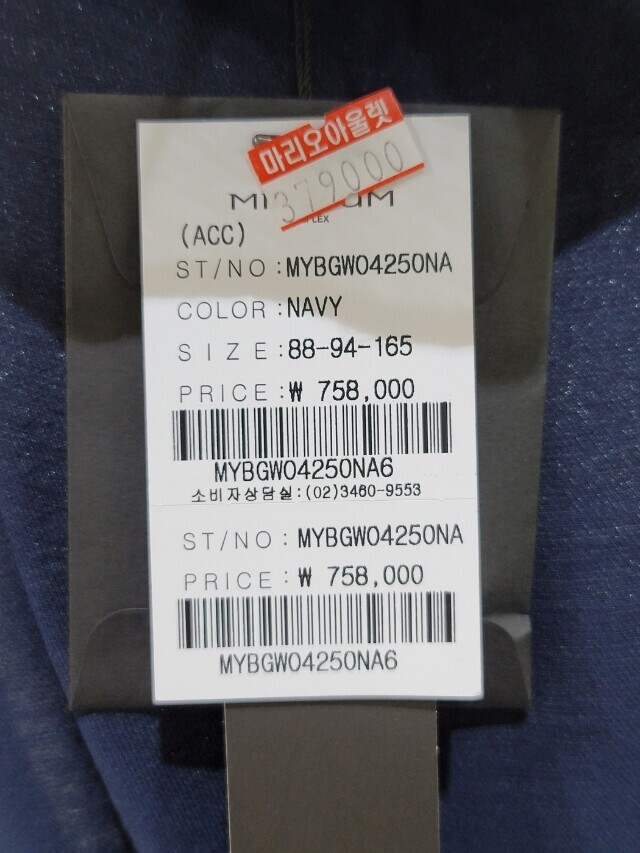 마리오아울렛
379000
(ACC)
ST/NO:MYBGW04250NA
COLOR:NAVY
SIZE:88-94-165
PRICE:₩ 758,000
MYBGW04250NA6
소비자상담실:(02)3460-9553
ST/NO:MYBGW04250NA
PRICE:₩ 758,000
MYBGW04250NA6